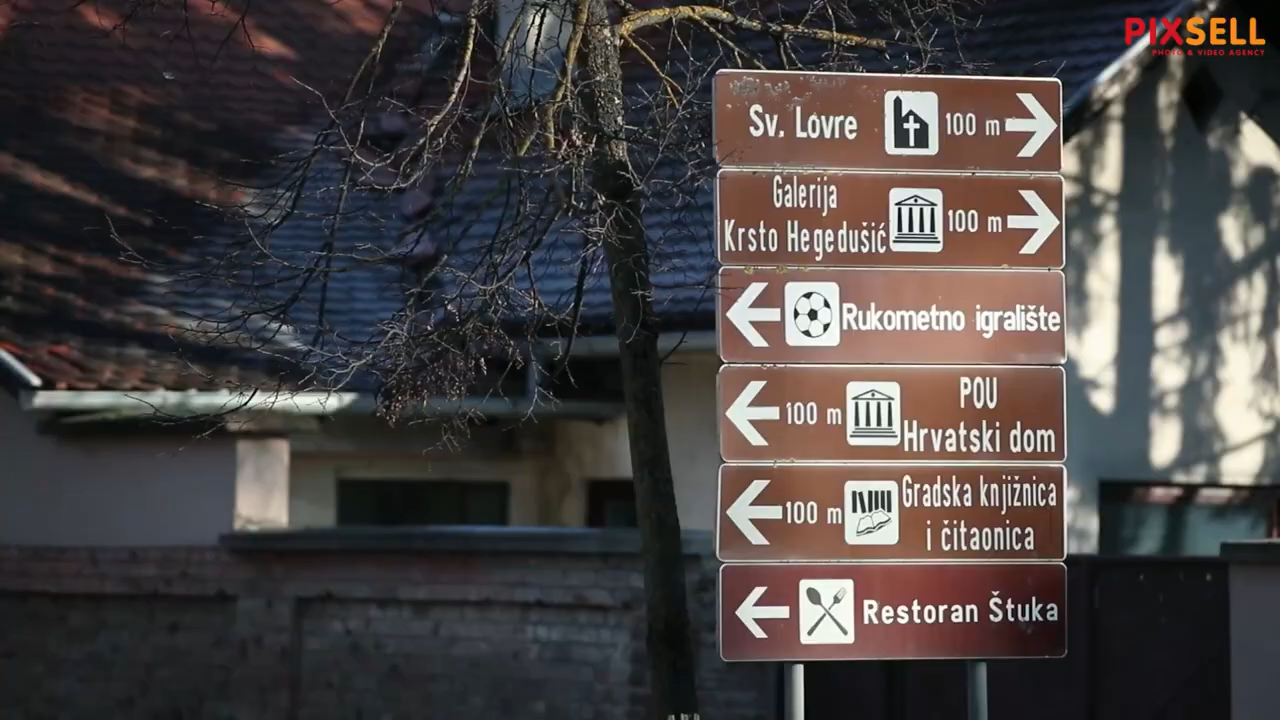 PIXSELL
PHOTO & VIDEO AGENCY
Sv. Lovre 100 m
Galerija
Krsto Hegedušić 100 m
Rukometno igralište
100 m POU
Hrvatski dom
100 m Gradska knjižnica
i čitaonica
Restoran Štuka